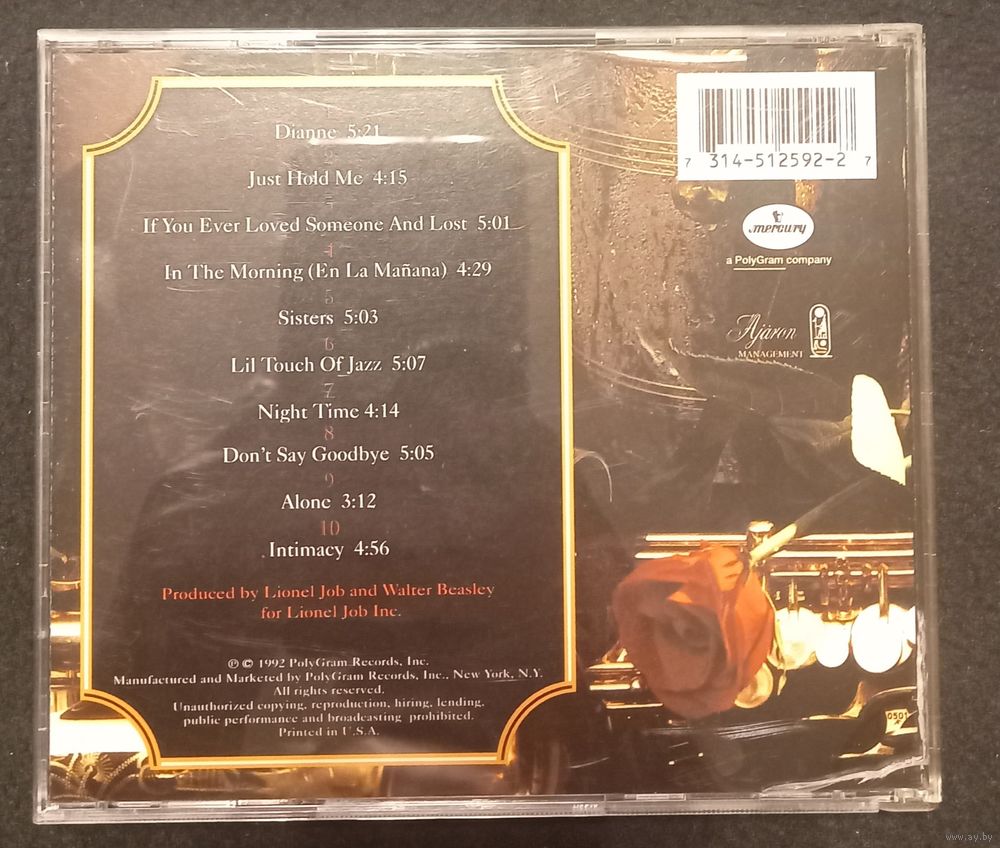 Dianne 5:21
Just Hold Me 4:15
If You Ever Loved Someone And Lost 5:01
4
In The Morning (En La Mañana) 4:29
5
Sisters 5:03
6
Lil Touch Of Jazz 5:07
7
Night Time 4:14
8
Don't Say Goodbye 5:05
9
Alone 3:12
10
Intimacy 4:56
Produced by Lionel Job and Walter Beasley
for Lionel Job Inc.
℗ © 1992 PolyGram Records, Inc.
Manufactured and Marketed by PolyGram Records, Inc., New York, N.Y.
All rights reserved.
Unauthorized copying, reproduction, hiring, lending,
public performance and broadcasting prohibited.
Printed in U.S.A.
7 314-512592-2 7
mercury
a PolyGram company
Ajáron
MANAGEMENT
0501
www.ay.by